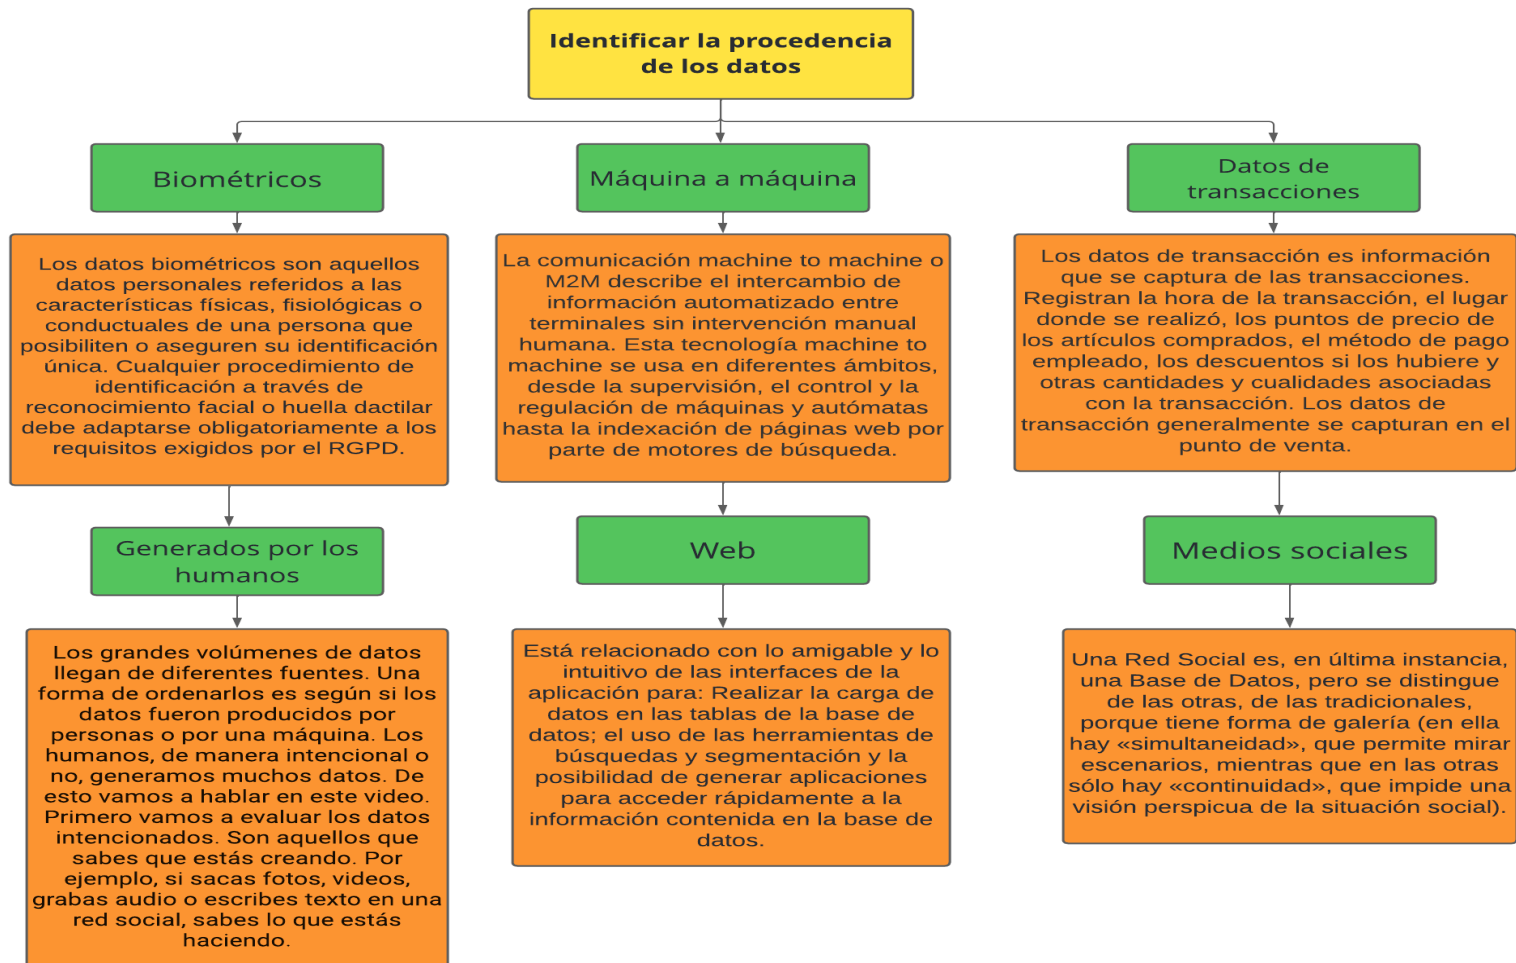 Identificar la procedencia
de los datos
Biométricos
Máquina a máquina
Datos de
transacciones
Los datos biométricos son aquellos
datos personales referidos a las
características físicas, fisiológicas o
conductuales de una persona que
posibiliten o aseguren su identificación
única. Cualquier procedimiento de
identificación a través de
reconocimiento facial o huella dactilar
debe adaptarse obligatoriamente a los
requisitos exigidos por el RGPD.
La comunicación machine to machine o
M2M describe el intercambio de
información automatizado entre
terminales sin intervención manual
humana. Esta tecnología machine to
machine se usa en diferentes ámbitos,
desde la supervisión, el control y la
regulación de máquinas y autómatas
hasta la indexación de páginas web por
parte de motores de búsqueda.
Los datos de transacción es información
que se captura de las transacciones.
Registran la hora de la transacción, el lugar
donde se realizó, los puntos de precio de
los artículos comprados, el método de pago
empleado, los descuentos si los hubiere y
otras cantidades y cualidades asociadas
con la transacción. Los datos de
transacción generalmente se capturan en el
punto de venta.
Generados por los
humanos
Web
Medios sociales
Los grandes volúmenes de datos
llegan de diferentes fuentes. Una
forma de ordenarlos es según si los
datos fueron producidos por
personas o por una máquina. Los
humanos, de manera intencional o
no, generamos muchos datos. De
esto vamos a hablar en este video.
Primero vamos a evaluar los datos
intencionados. Son aquellos que
sabes que estás creando. Por
ejemplo, si sacas fotos, videos,
grabas audio o escribes texto en una
red social, sabes lo que estás
haciendo.
Está relacionado con lo amigable y lo
intuitivo de las interfaces de la
aplicación para: Realizar la carga de
datos en las tablas de la base de
datos; el uso de las herramientas de
búsquedas y segmentación y la
posibilidad de generar aplicaciones
para acceder rápidamente a la
información contenida en la base de
datos.
Una Red Social es, en última instancia,
una Base de Datos, pero se distingue
de las otras, de las tradicionales,
porque tiene forma de galería (en ella
hay «simultaneidad», que permite mirar
escenarios, mientras que en las otras
sólo hay «continuidad», que impide una
visión perspicua de la situación social).